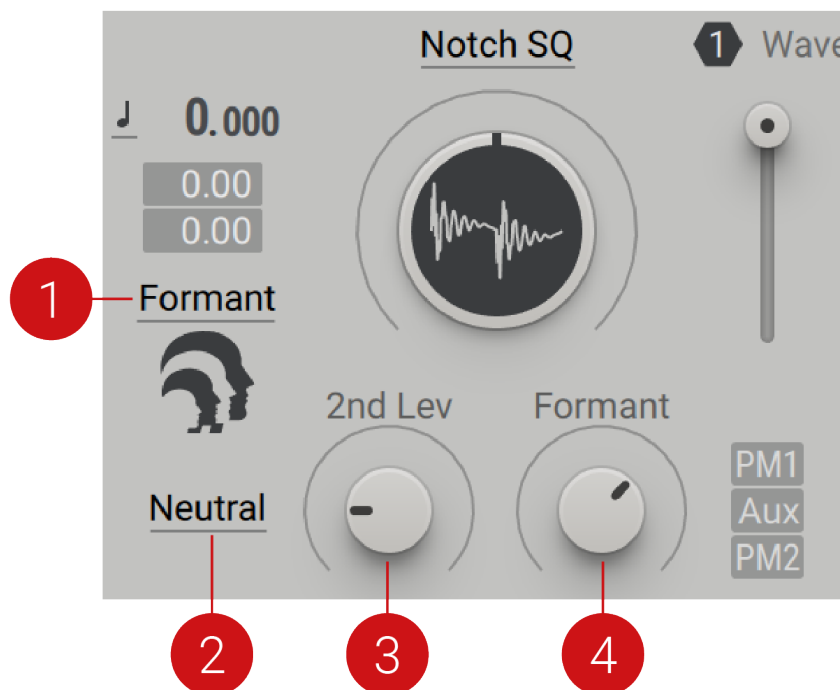 Notch SQ
1 Wave
0.000
0.00
0.00
1
Formant
2nd Lev
Formant
Neutral
PM1
Aux
PM2
2
3
4